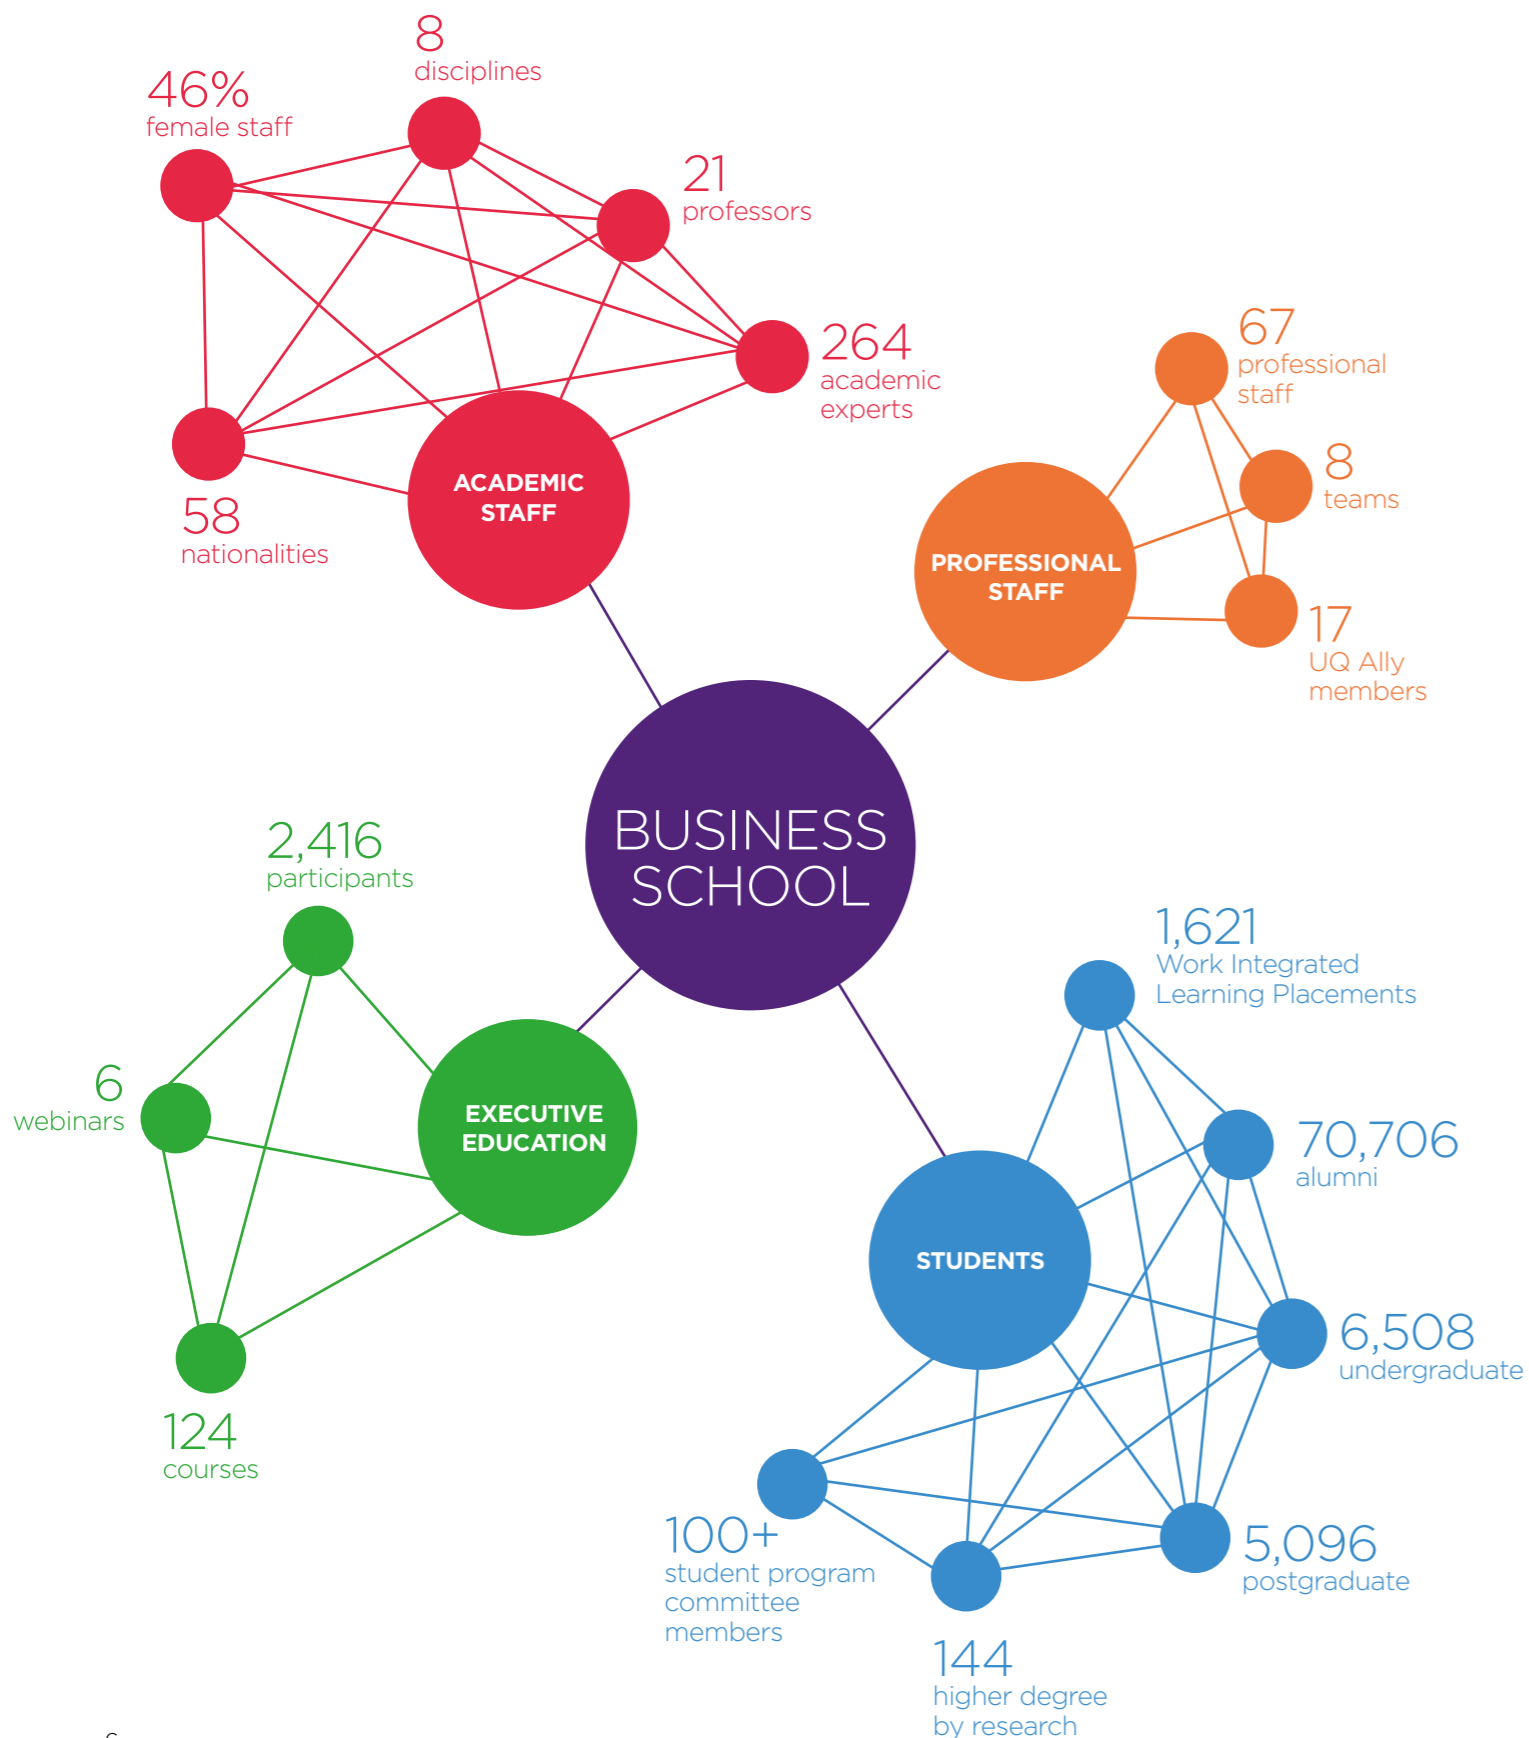 8
disciplines
46%
female staff
21
professors
264
academic
experts
58
nationalities
ACADEMIC
STAFF
67
professional
staff
8
teams
17
UQ Ally
members
PROFESSIONAL
STAFF
BUSINESS
SCHOOL
2,416
participants
6
webinars
124
courses
EXECUTIVE
EDUCATION
1,621
Work Integrated
Learning Placements
70,706
alumni
STUDENTS
6,508
undergraduate
5,096
postgraduate
100+
student program
committee
members
144
higher degree
by research